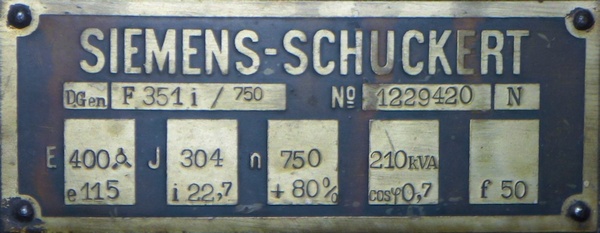 SIEMENS-SCHUCKERT
D.Gen. F 351 i / 750 No 1229420 N
E 400 J 304 n 750 210 KVA
e 115 i 22,7 + 80% cosφ 0,7 f 50